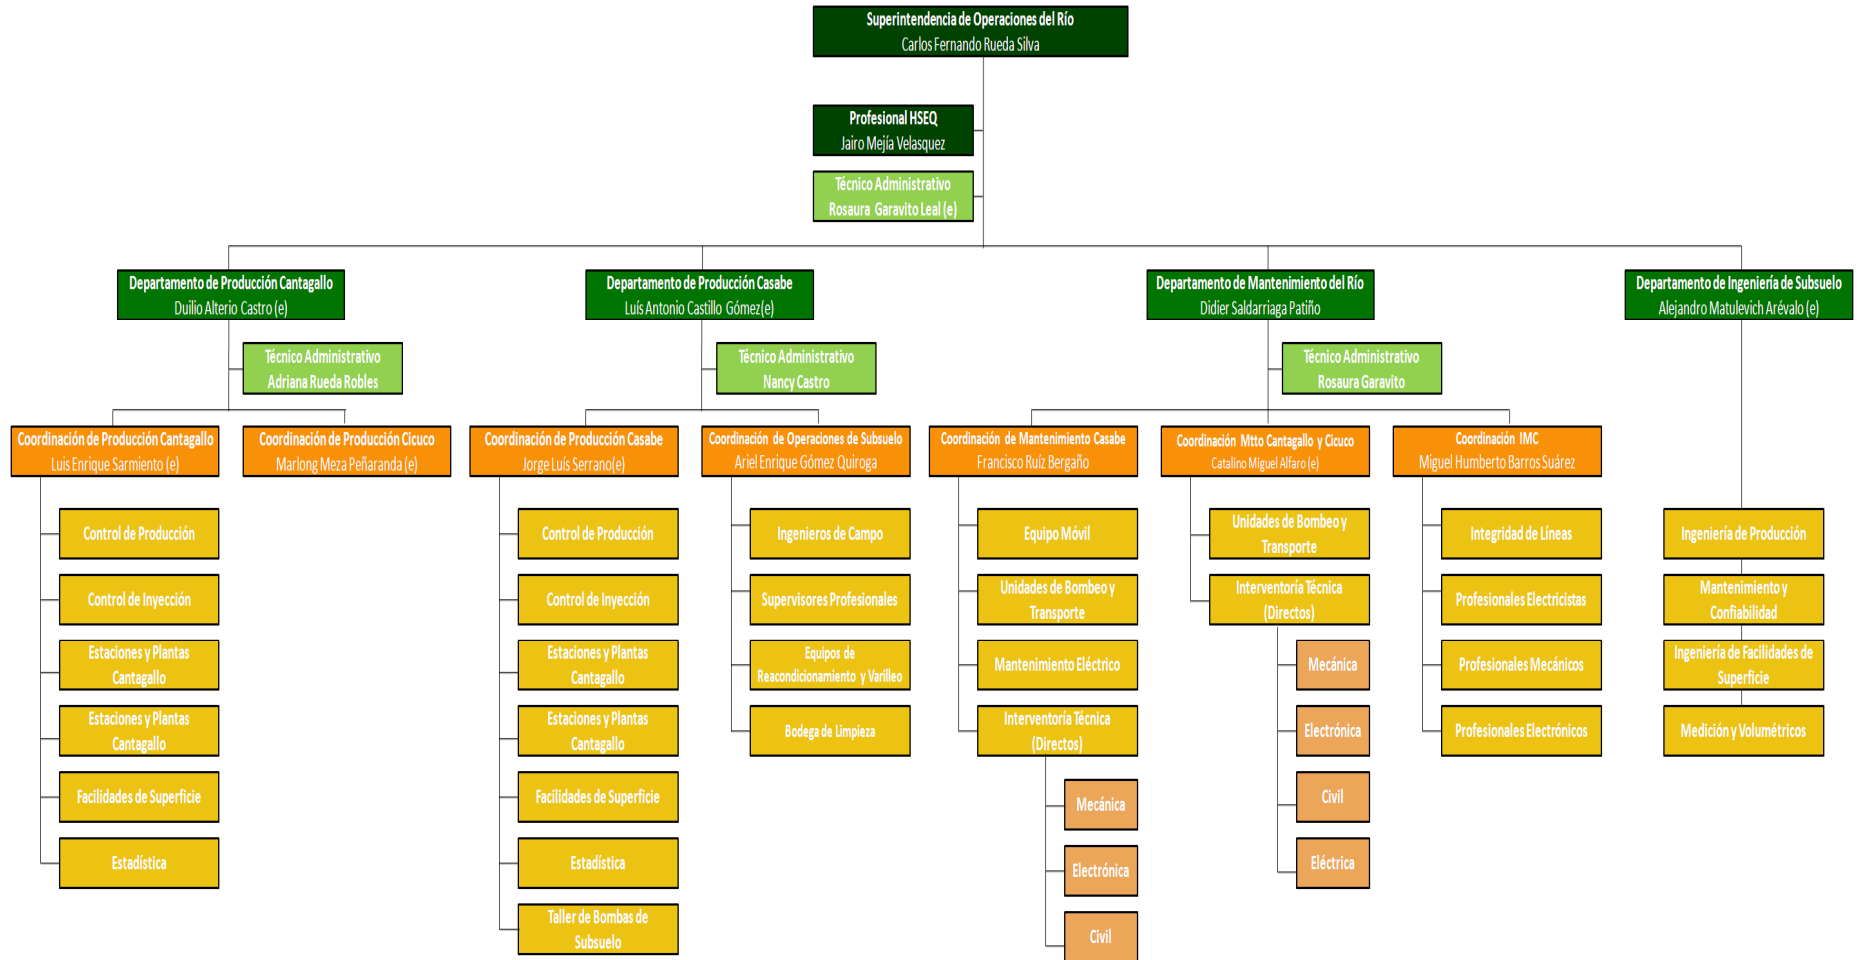 Superintendencia de Operaciones del Río
Carlos Fernando Rueda Silva
Profesional HSEQ
Jairo Mejía Velasquez
Técnico Administrativo
Rosaura Garavito Leal (e)
Departamento de Producción Cantagallo
Duilio Alterio Castro (e)
Departamento de Producción Casabe
Luís Antonio Castillo Gómez(e)
Departamento de Mantenimiento del Río
Didier Saldarriaga Patiño
Departamento de Ingeniería de Subsuelo
Alejandro Matulevich Arévalo (e)
Técnico Administrativo
Adriana Rueda Robles
Técnico Administrativo
Nancy Castro
Técnico Administrativo
Rosaura Garavito
Coordinación de Producción Cantagallo
Luis Enrique Sarmiento (e)
Coordinación de Producción Cicuco
Marlong Meza Peñaranda (e)
Coordinación de Producción Casabe
Jorge Luís Serrano(e)
Coordinación de Operaciones de Subsuelo
Ariel Enrique Gómez Quiroga
Coordinación de Mantenimiento Casabe
Francisco Ruíz Bergaño
Coordinación Mtto Cantagallo y Cicuco
Catalino Miguel Alfaro (e)
Coordinación IMC
Miguel Humberto Barros Suárez
Control de Producción
Control de Inyección
Estaciones y Plantas
Cantagallo
Estaciones y Plantas
Cantagallo
Facilidades de Superficie
Estadística
Control de Producción
Control de Inyección
Estaciones y Plantas
Cantagallo
Estaciones y Plantas
Cantagallo
Facilidades de Superficie
Estadística
Taller de Bombas de
Subsuelo
Ingenieros de Campo
Supervisores Profesionales
Equipos de
Reacondicionamiento y Varilleo
Bodega de Limpieza
Equipo Móvil
Unidades de Bombeo y
Transporte
Mantenimiento Eléctrico
Interventoría Técnica
(Directos)
Mecánica
Electrónica
Civil
Unidades de Bombeo y
Transporte
Interventoría Técnica
(Directos)
Mecánica
Electrónica
Civil
Eléctrica
Integridad de Líneas
Profesionales Electricistas
Profesionales Mecánicos
Profesionales Electrónicos
Ingeniería de Producción
Mantenimiento y
Confiabilidad
Ingeniería de Facilidades de
Superficie
Medición y Volumétricos